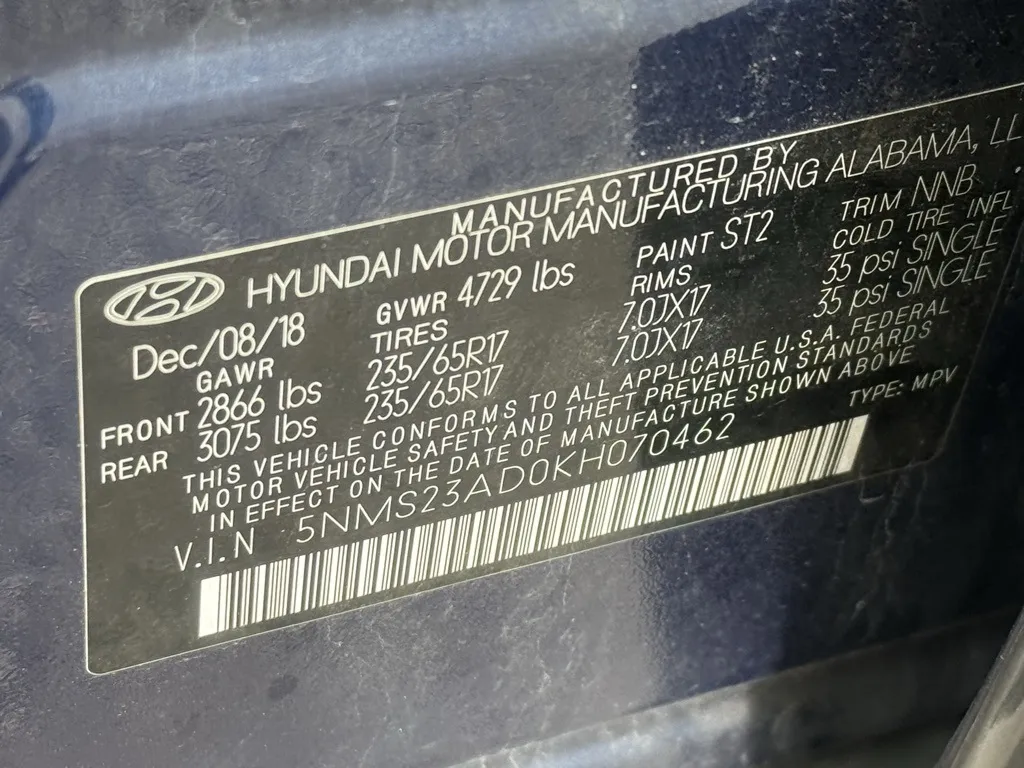 MANUFACTURED BY
HYUNDAI MOTOR MANUFACTURING ALABAMA, LL
Dec/08/18 GVWR 4729 lbs PAINT ST2 TRIM NNB
GAWR TIRES RIMS COLD TIRE INFL
FRONT 2866 lbs 235/65R17 7.0JX17 35 psi SINGLE
REAR 3075 lbs 235/65R17 7.0JX17 35 psi SINGLE
THIS VEHICLE CONFORMS TO ALL APPLICABLE U.S.A. FEDERAL
MOTOR VEHICLE SAFETY AND THEFT PREVENTION STANDARDS
IN EFFECT ON THE DATE OF MANUFACTURE SHOWN ABOVE
V.I.N 5NMS23AD0KH070462 TYPE: MPV